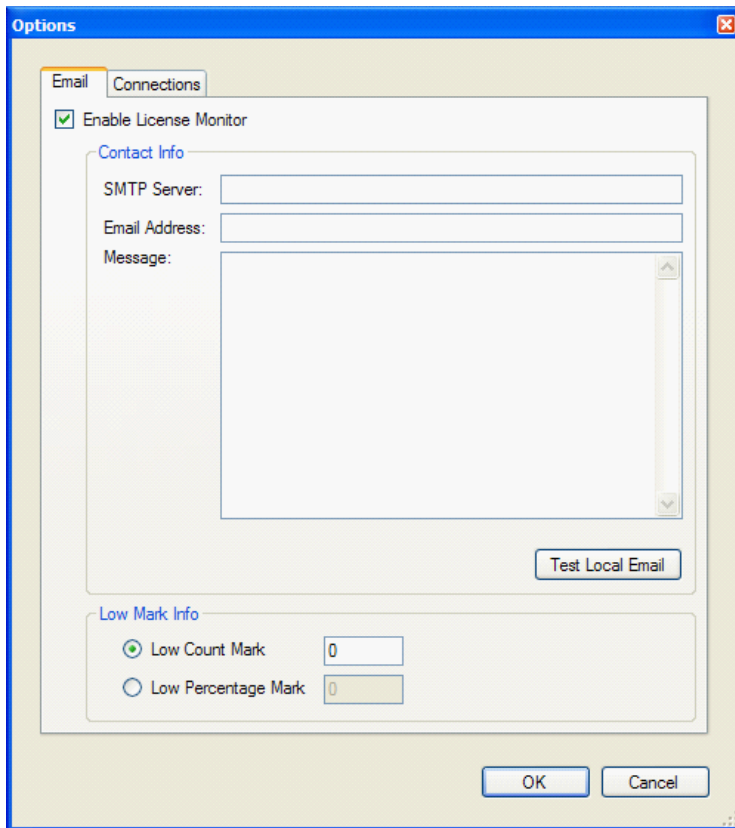 Options
Email
Connections
Enable License Monitor
Contact Info
SMTP Server:
Email Address:
Message:
Test Local Email
Low Mark Info
Low Count Mark 0
Low Percentage Mark 0
OK Cancel